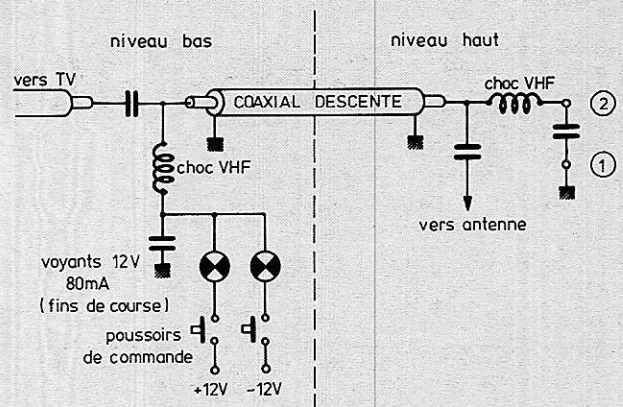 niveau bas
niveau haut
vers TV
choc VHF
COAXIAL DESCENTE
2
1
choc VHF
vers antenne
voyants 12V
80mA
(fins de course)
poussoirs
de commande
+12V
-12V